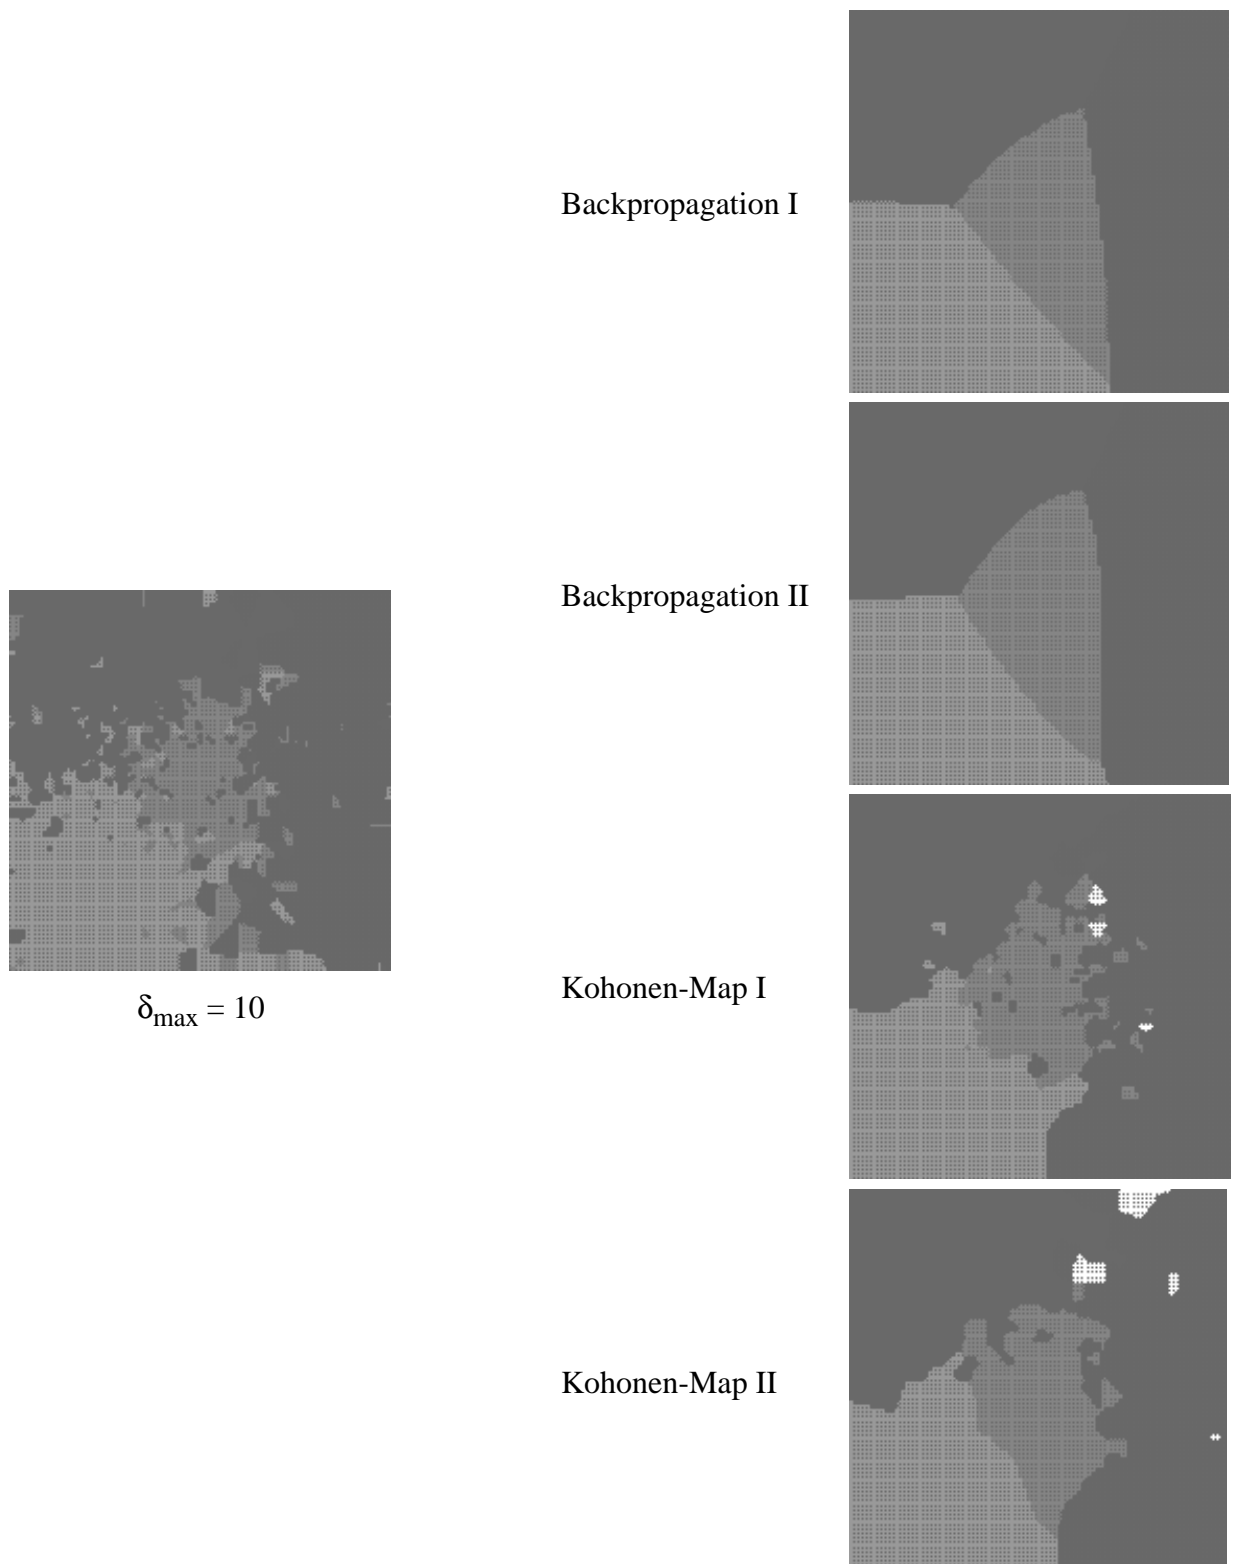 Backpropagation I
Backpropagation II
δmax = 10
Kohonen-Map I
Kohonen-Map II